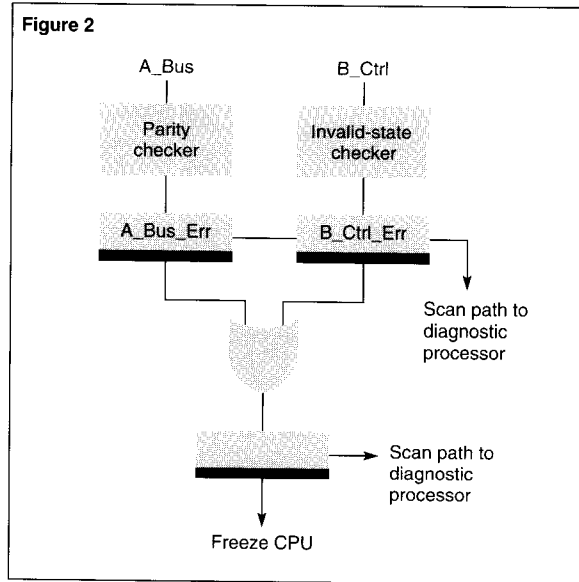 Figure 2
A_Bus
B_Ctrl
Parity
checker
Invalid-state
checker
A_Bus_Err
B_Ctrl_Err
Scan path to
diagnostic
processor
Scan path to
diagnostic
processor
Freeze CPU